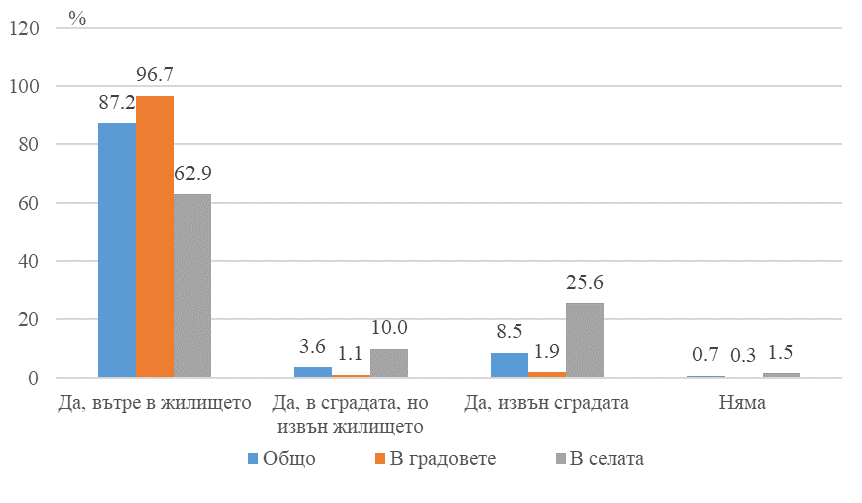 %
120
100
80
60
40
20
0
87.2
96.7
62.9
3.6
1.1
10.0
8.5
1.9
25.6
0.7
0.3
1.5
Да, вътре в жилището
Да, в сградата, но
извън жилището
Да, извън сградата
Няма
Общо
В градовете
В селата